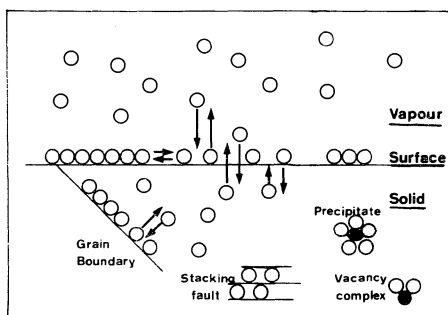 Vapour
Surface
Solid
Precipitate
Grain
Boundary
Stacking
fault
Vacancy
complex